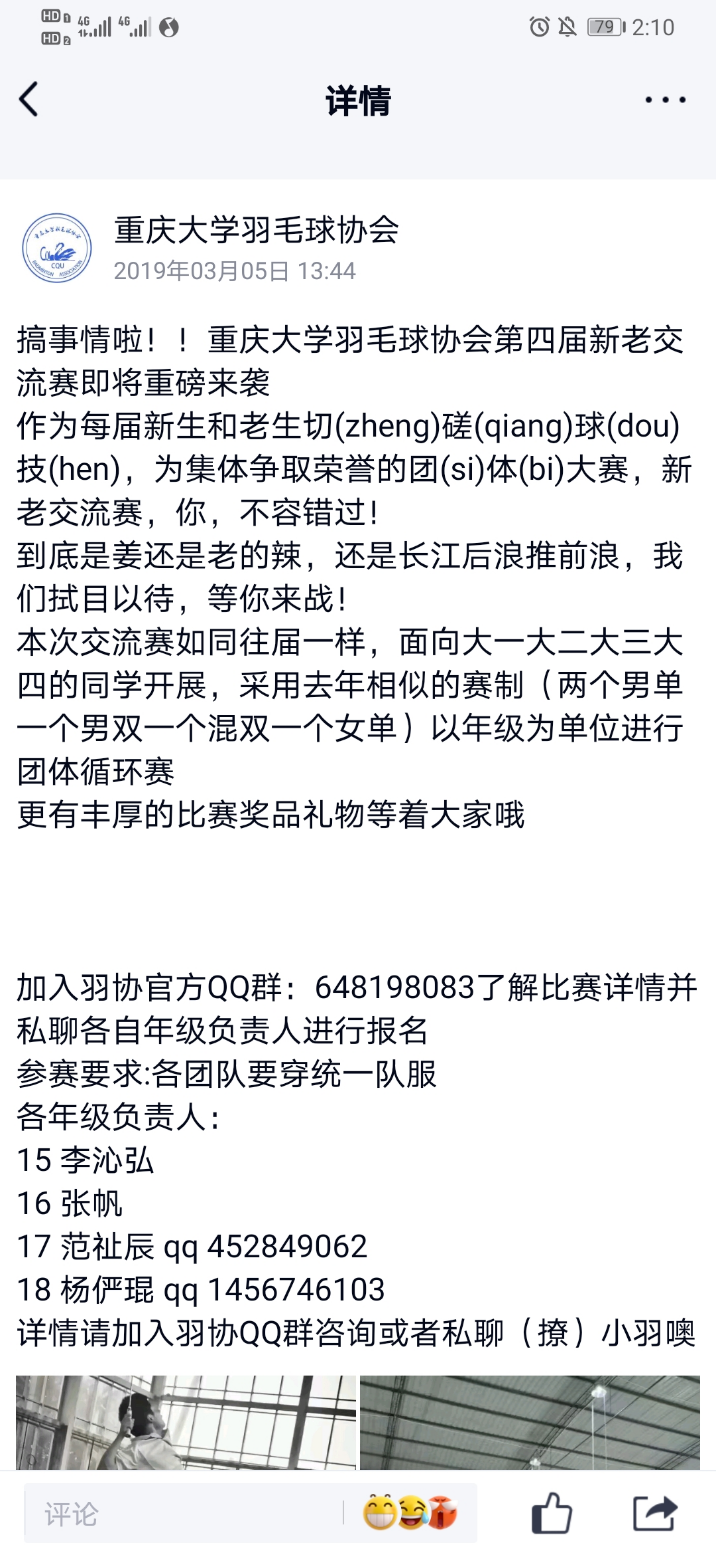 HD 1 4G 4G 79 2:10
HD 2
详情
重庆大学羽毛球协会
2019年03月05日 13:44
CQU
BADMINTON ASSOCIATION
搞事情啦！！重庆大学羽毛球协会第四届新老交
流赛即将重磅来袭
作为每届新生和老生切(zheng)磋(qiang)球(dou)
技(hen)，为集体争取荣誉的团(si)体(bi)大赛，新
老交流赛，你，不容错过！
到底是姜还是老的辣，还是长江后浪推前浪，我
们拭目以待，等你来战！
本次交流赛如同往届一样，面向大一大二大三大
四的同学开展，采用去年相似的赛制（两个男单
一个男双一个混双一个女单）以年级为单位进行
团体循环赛
更有丰厚的比赛奖品礼物等着大家哦
加入羽协官方QQ群：648198083了解比赛详情并
私聊各自年级负责人进行报名
参赛要求:各团队要穿统一队服
各年级负责人：
15 李沁弘
16 张帆
17 范祉辰 qq 452849062
18 杨俨琨 qq 1456746103
详情请加入羽协QQ群咨询或者私聊（撩）小羽噢
评论